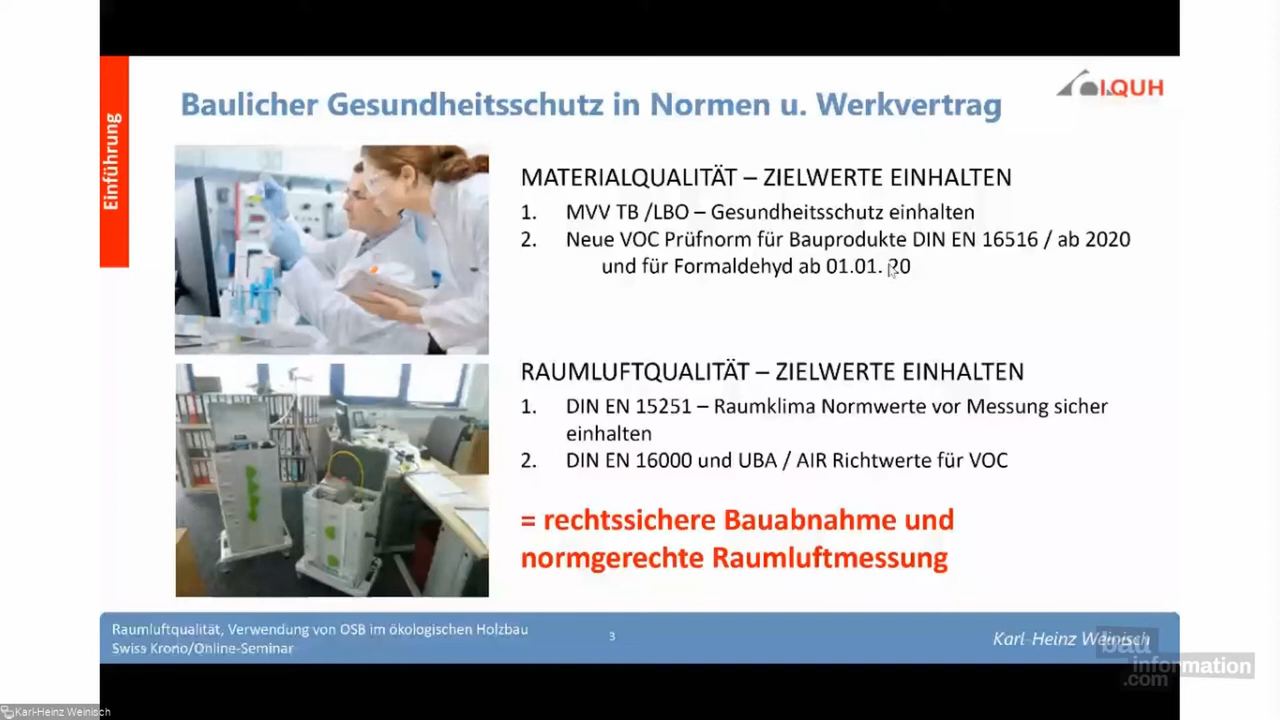 Einführung
Baulicher Gesundheitsschutz in Normen u. Werkvertrag
IQUH
MATERIALQUALITÄT – ZIELWERTE EINHALTEN
1. MVV TB /LBO – Gesundheitsschutz einhalten
2. Neue VOC Prüfnorm für Bauprodukte DIN EN 16516 / ab 2020
und für Formaldehyd ab 01.01. 20
RAUMLUFTQUALITÄT – ZIELWERTE EINHALTEN
1. DIN EN 15251 – Raumklima Normwerte vor Messung sicher
einhalten
2. DIN EN 16000 und UBA / AIR Richtwerte für VOC
= rechtssichere Bauabnahme und
normgerechte Raumluftmessung
Raumluftqualität, Verwendung von OSB im ökologischen Holzbau
Swiss Krono/Online-Seminar
3
Karl-Heinz Weinisch
bau
information
.com
Karl-Heinz Weinisch